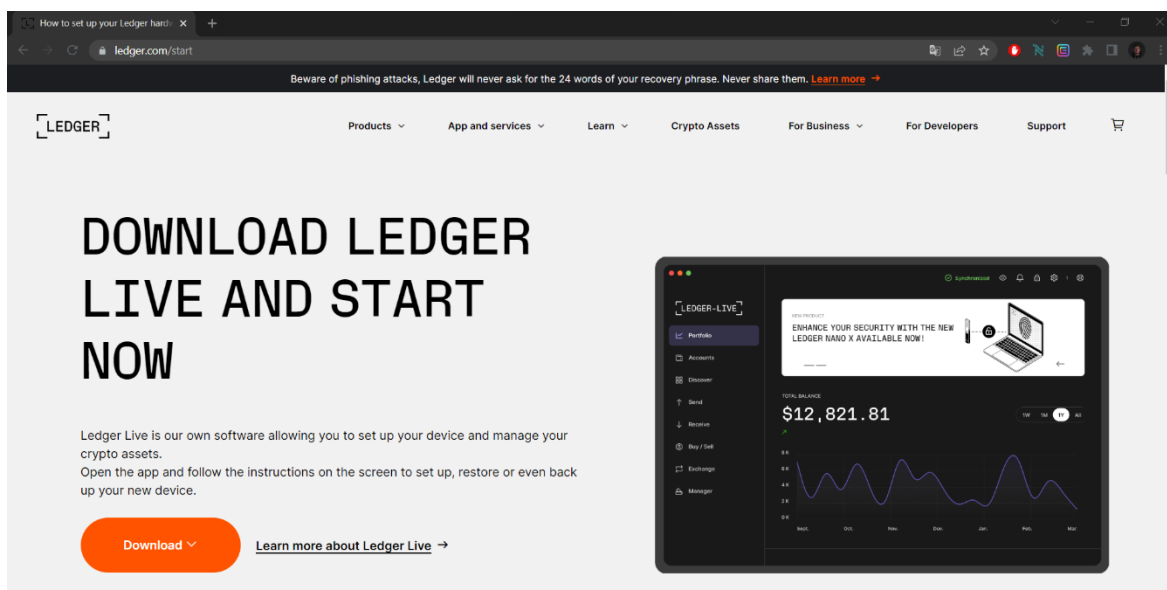 How to set up your Ledger hardw
ledger.com/start
Beware of phishing attacks, Ledger will never ask for the 24 words of your recovery phrase. Never share them. Learn more →
LEDGER
Products
App and services
Learn
Crypto Assets
For Business
For Developers
Support
DOWNLOAD LEDGER
LIVE AND START
NOW
Ledger Live is our own software allowing you to set up your device and manage your
crypto assets.
Open the app and follow the instructions on the screen to set up, restore or even back
up your new device.
Download
Learn more about Ledger Live →
Synchronized
LEDGER-LIVE
Portfolio
Accounts
Discover
Send
Receive
Buy / Sell
Exchange
Manager
NEW PRODUCT
ENHANCE YOUR SECURITY WITH THE NEW
LEDGER NANO X AVAILABLE NOW!
TOTAL BALANCE
$12,821.81
1W 1M 1Y All
8K
6K
4K
2K
0K
Sept. Oct. Nov. Dec. Jan. Feb. Mar